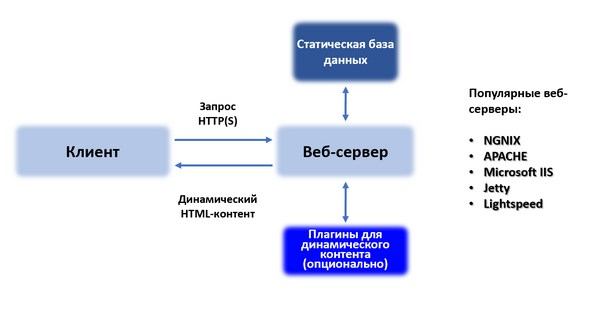 Статическая база
данных
Запрос
HTTP(S)
Популярные веб-
серверы:
Клиент
Веб-сервер
• NGNIX
• APACHE
• Microsoft IIS
• Jetty
• Lightspeed
Динамический
HTML-контент
Плагины для
динамического
контента
(опционально)